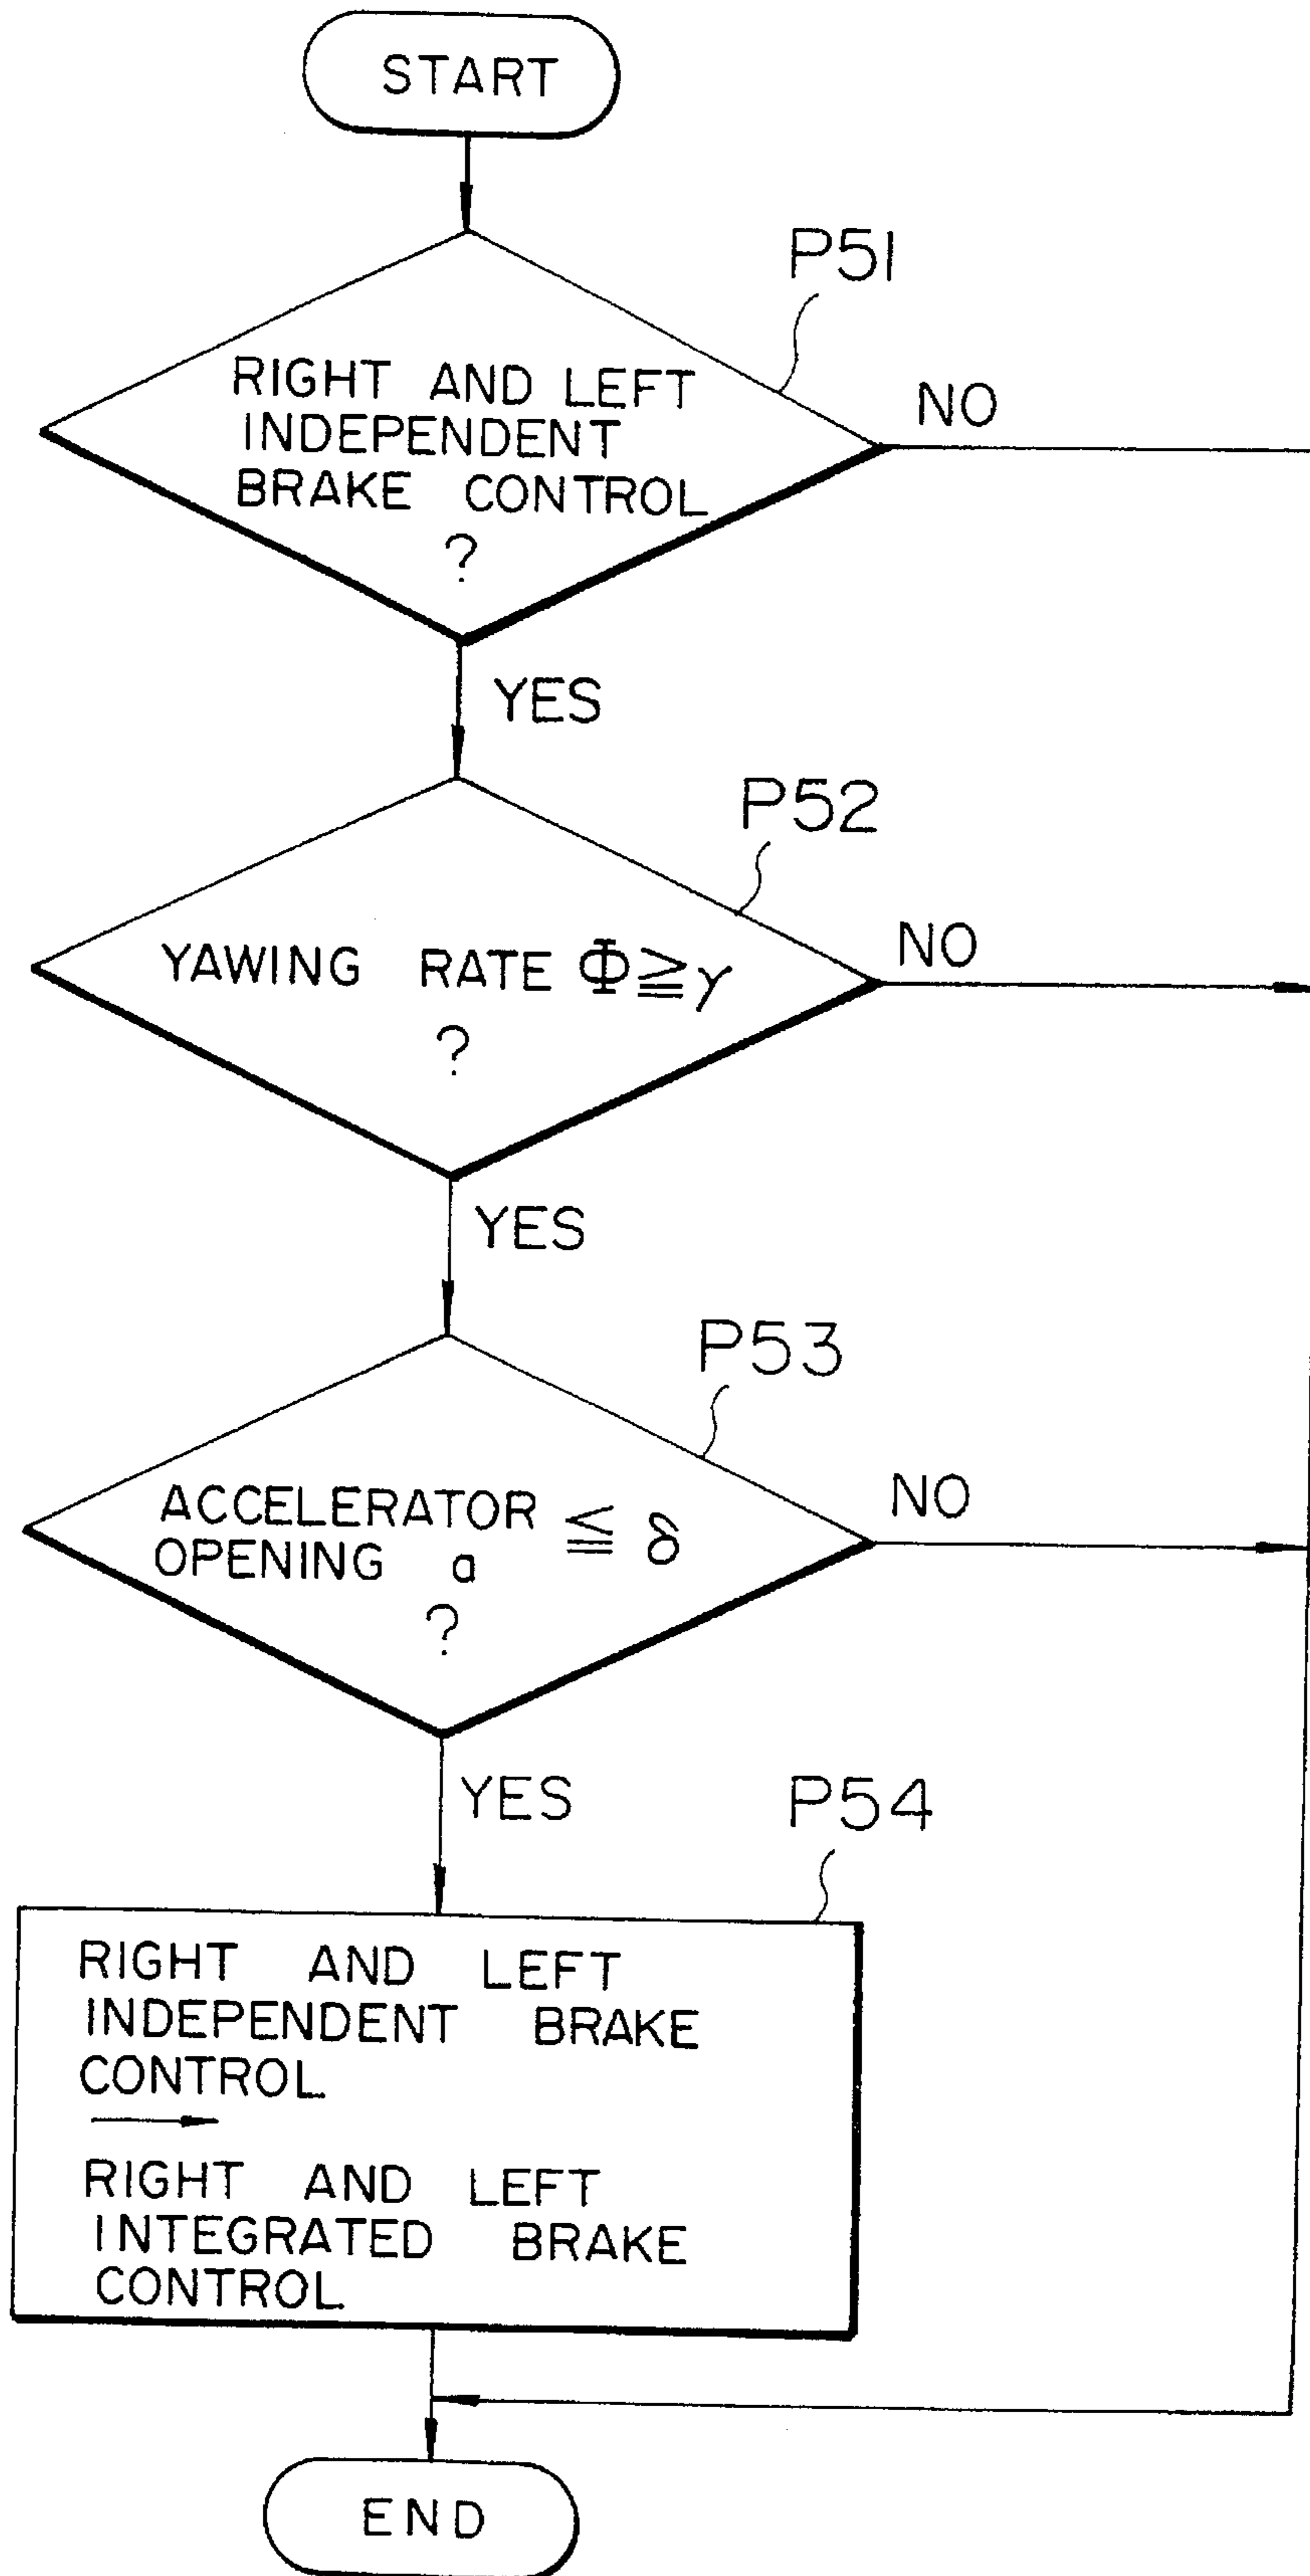 START
P51
RIGHT AND LEFT
INDEPENDENT
BRAKE CONTROL
?
NO
YES
P52
YAWING RATE Φ≧γ
?
NO
YES
P53
ACCELERATOR
OPENING a ≦ δ
?
NO
YES
P54
RIGHT AND LEFT
INDEPENDENT BRAKE
CONTROL
→
RIGHT AND LEFT
INTEGRATED BRAKE
CONTROL
END